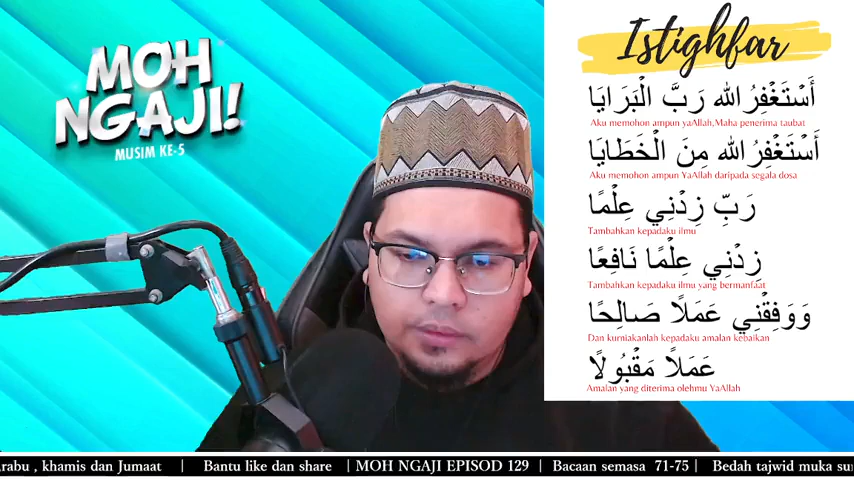 MOH
NGAJI!
MUSIM KE-5
Istighfar
أَسْتَغْفِرُالله رَبَّ الْبَرَايَا
Aku memohon ampun yaAllah,Maha penerima taubat
أَسْتَغْفِرُالله مِنَ الْخَطَايَا
Aku memohon ampun YaAllah daripada segala dosa
رَبِّ زِدْنِي عِلْمًا
Tambahkan kepadaku ilmu
زِدْنِي عِلْمًا نَافِعًا
Tambahkan kepadaku ilmu yang bermanfaat
وَوَفِقْنِي عَمَلًا صَالِحًا
Dan kurniakanlah kepadaku amalan kebaikan
عَمَلًا مَقْبُولًا
Amalan yang diterima olehmu YaAllah
rabu , khamis dan Jumaat | Bantu like dan share | MOH NGAJI EPISOD 129 | Bacaan semasa 71-75 | Bedah tajwid muka